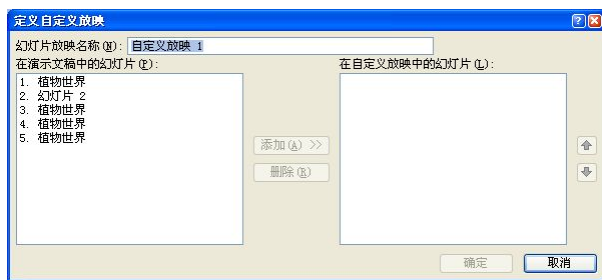 定义自定义放映
幻灯片放映名称(N): 自定义放映 1
在演示文稿中的幻灯片(P):
在自定义放映中的幻灯片(L):
1. 植物世界
2. 幻灯片 2
3. 植物世界
4. 植物世界
5. 植物世界
添加(A) >>
删除(R)
确定
取消